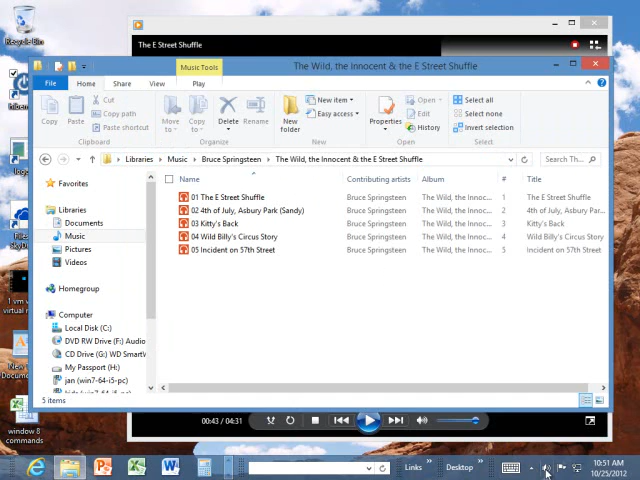 Recycle Bin
The E Street Shuffle
Music Tools
The Wild, the Innocent & the E Street Shuffle
File
Home
Share
View
Play
Copy
Paste
Cut
Copy path
Paste shortcut
Clipboard
Move to
Copy to
Delete
Rename
Organize
New folder
New item
Easy access
New
Properties
Open
Edit
History
Open
Select all
Select none
Invert selection
Select
Libraries
Music
Bruce Springsteen
The Wild, the Innocent & the E Street Shuffle
Search Th...
Favorites
Libraries
Documents
Music
Pictures
Videos
Homegroup
Computer
Local Disk (C:)
DVD RW Drive (F:) Audio
CD Drive (G:) WD SmartW
My Passport (H:)
jan (win7-64-i5-pc)
Name Contributing artists Album # Title
01 The E Street Shuffle Bruce Springsteen The Wild, the Innoc... 1 The E Street Shuffle
02 4th of July, Asbury Park (Sandy) Bruce Springsteen The Wild, the Innoc... 2 4th of July, Asbury Par...
03 Kitty's Back Bruce Springsteen The Wild, the Innoc... 3 Kitty's Back
04 Wild Billy's Circus Story Bruce Springsteen The Wild, the Innoc... 4 Wild Billy's Circus Story
05 Incident on 57th Street Bruce Springsteen The Wild, the Innoc... 5 Incident on 57th Street
5 items
1 vm
virtual
New
Docume
window 8
commands
00:43 / 04:31
Links
Desktop
10:51 AM
10/25/2012